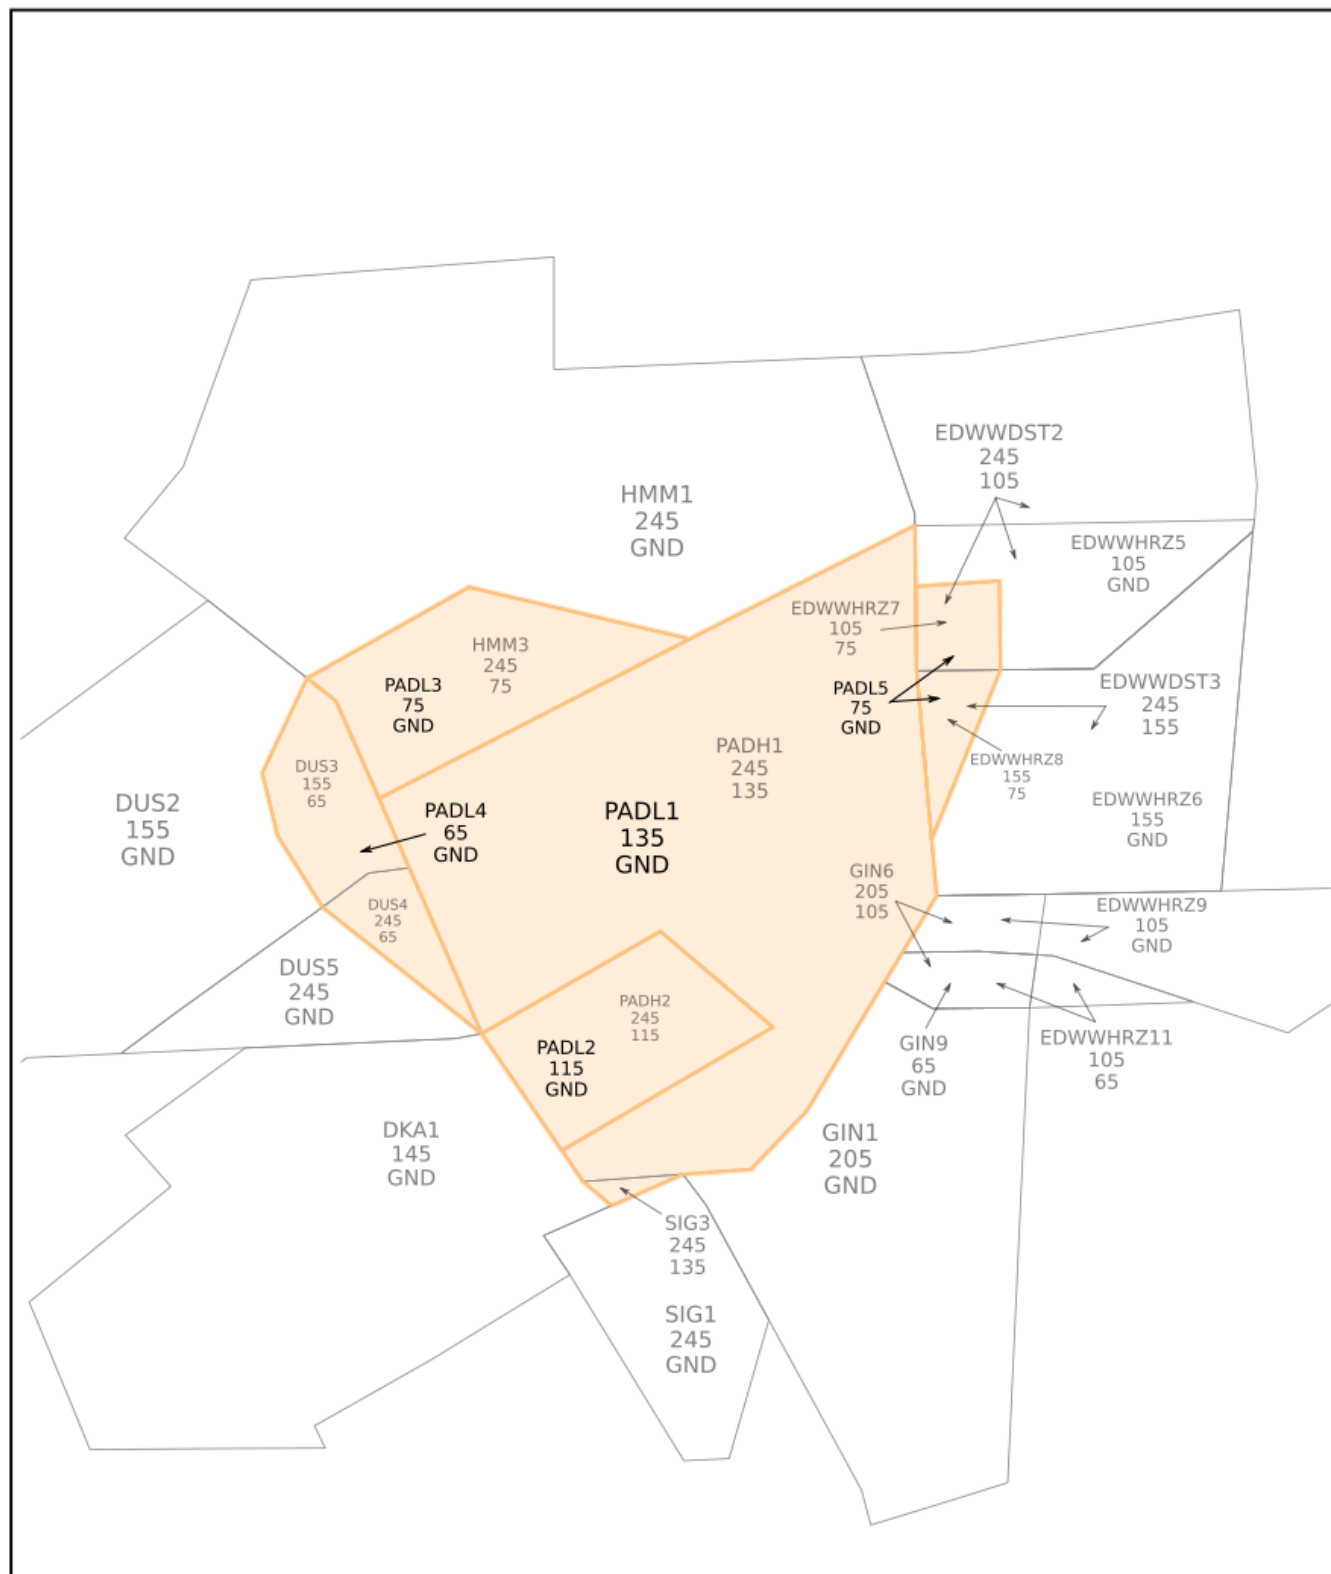 EDWWDST2
245
105
HMM1
245
GND
EDWWHRZ5
105
GND
EDWWHRZ7
105
75
HMM3
245
75
PADL3
75
GND
PADL5
75
GND
EDWWDST3
245
155
PADH1
245
135
EDWWHRZ8
155
75
DUS3
155
65
DUS2
155
GND
PADL4
65
GND
PADL1
135
GND
EDWWHRZ6
155
GND
GIN6
205
105
DUS4
245
65
EDWWHRZ9
105
GND
DUS5
245
GND
PADH2
245
115
PADL2
115
GND
GIN9
65
GND
EDWWHRZ11
105
65
DKA1
145
GND
GIN1
205
GND
SIG3
245
135
SIG1
245
GND